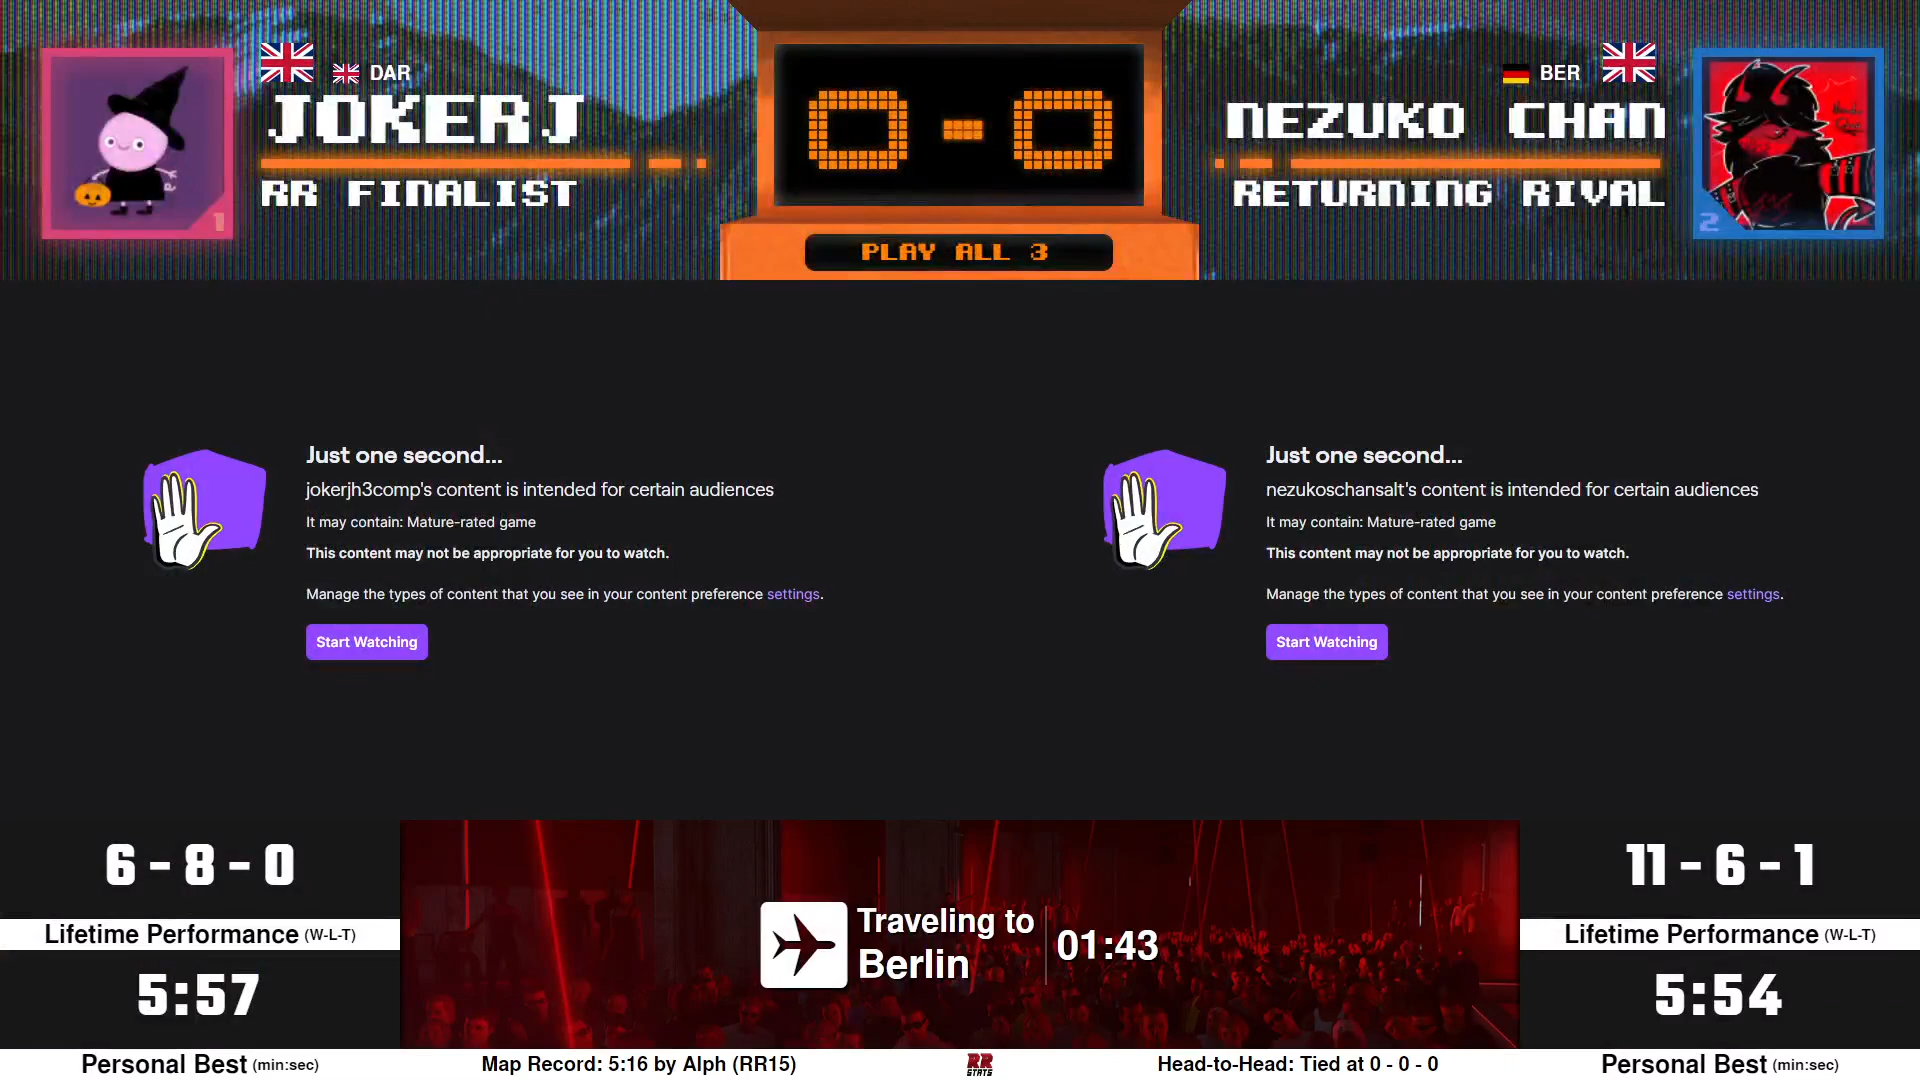 DAR
JOKERJ
RR FINALIST
1
0 - 0
PLAY ALL 3
BER
NEZUKO CHAN
RETURNING RIVAL
2
Just one second...
jokerjh3comp's content is intended for certain audiences
It may contain: Mature-rated game
This content may not be appropriate for you to watch.
Manage the types of content that you see in your content preference settings.
Start Watching
Just one second...
nezukoschansalt's content is intended for certain audiences
It may contain: Mature-rated game
This content may not be appropriate for you to watch.
Manage the types of content that you see in your content preference settings.
Start Watching
6 - 8 - 0
Lifetime Performance (W-L-T)
5:57
Personal Best (min:sec)
Traveling to
Berlin
01:43
Map Record: 5:16 by Alph (RR15)
RR
STATS
Head-to-Head: Tied at 0 - 0 - 0
11 - 6 - 1
Lifetime Performance (W-L-T)
5:54
Personal Best (min:sec)